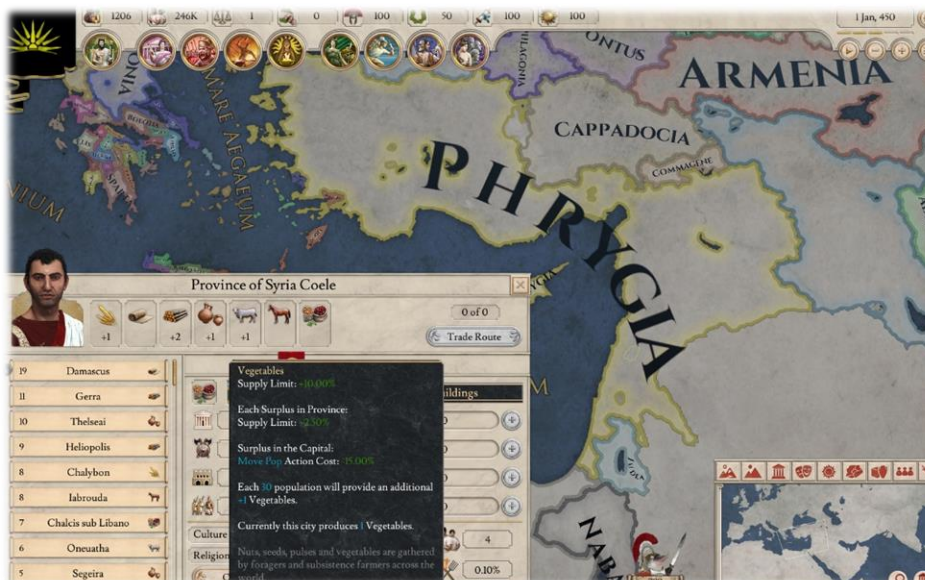 1206
246K
1
0
100
50
100
100
1 Jan, 450
ONTUS
ARMENIA
MARE AEGAEUM
CAPPADOCIA
COMMAGENE
PHRYGIA
NIUM
Province of Syria Coele
0 of 0
+1
+2
+1
+1
Trade Route
19 Damascus
11 Gerra
10 Thelseai
9 Heliopolis
8 Chalybon
8 Iabrouda
7 Chalcis sub Libano
6 Oneuatha
5 Segeira
Vegetables
Supply Limit: +10.00%
Each Surplus in Province:
Supply Limit: +2.50%
Surplus in the Capital:
Move Pop Action Cost: -15.00%
Each 30 population will provide an additional
+1 Vegetables.
Currently this city produces 1 Vegetables.
Nuts, seeds, pulses and vegetables are gathered
by foragers and subsistence farmers across the
world
ildings
Culture
Religion
4
0.10%
M
JUDEA
NABA